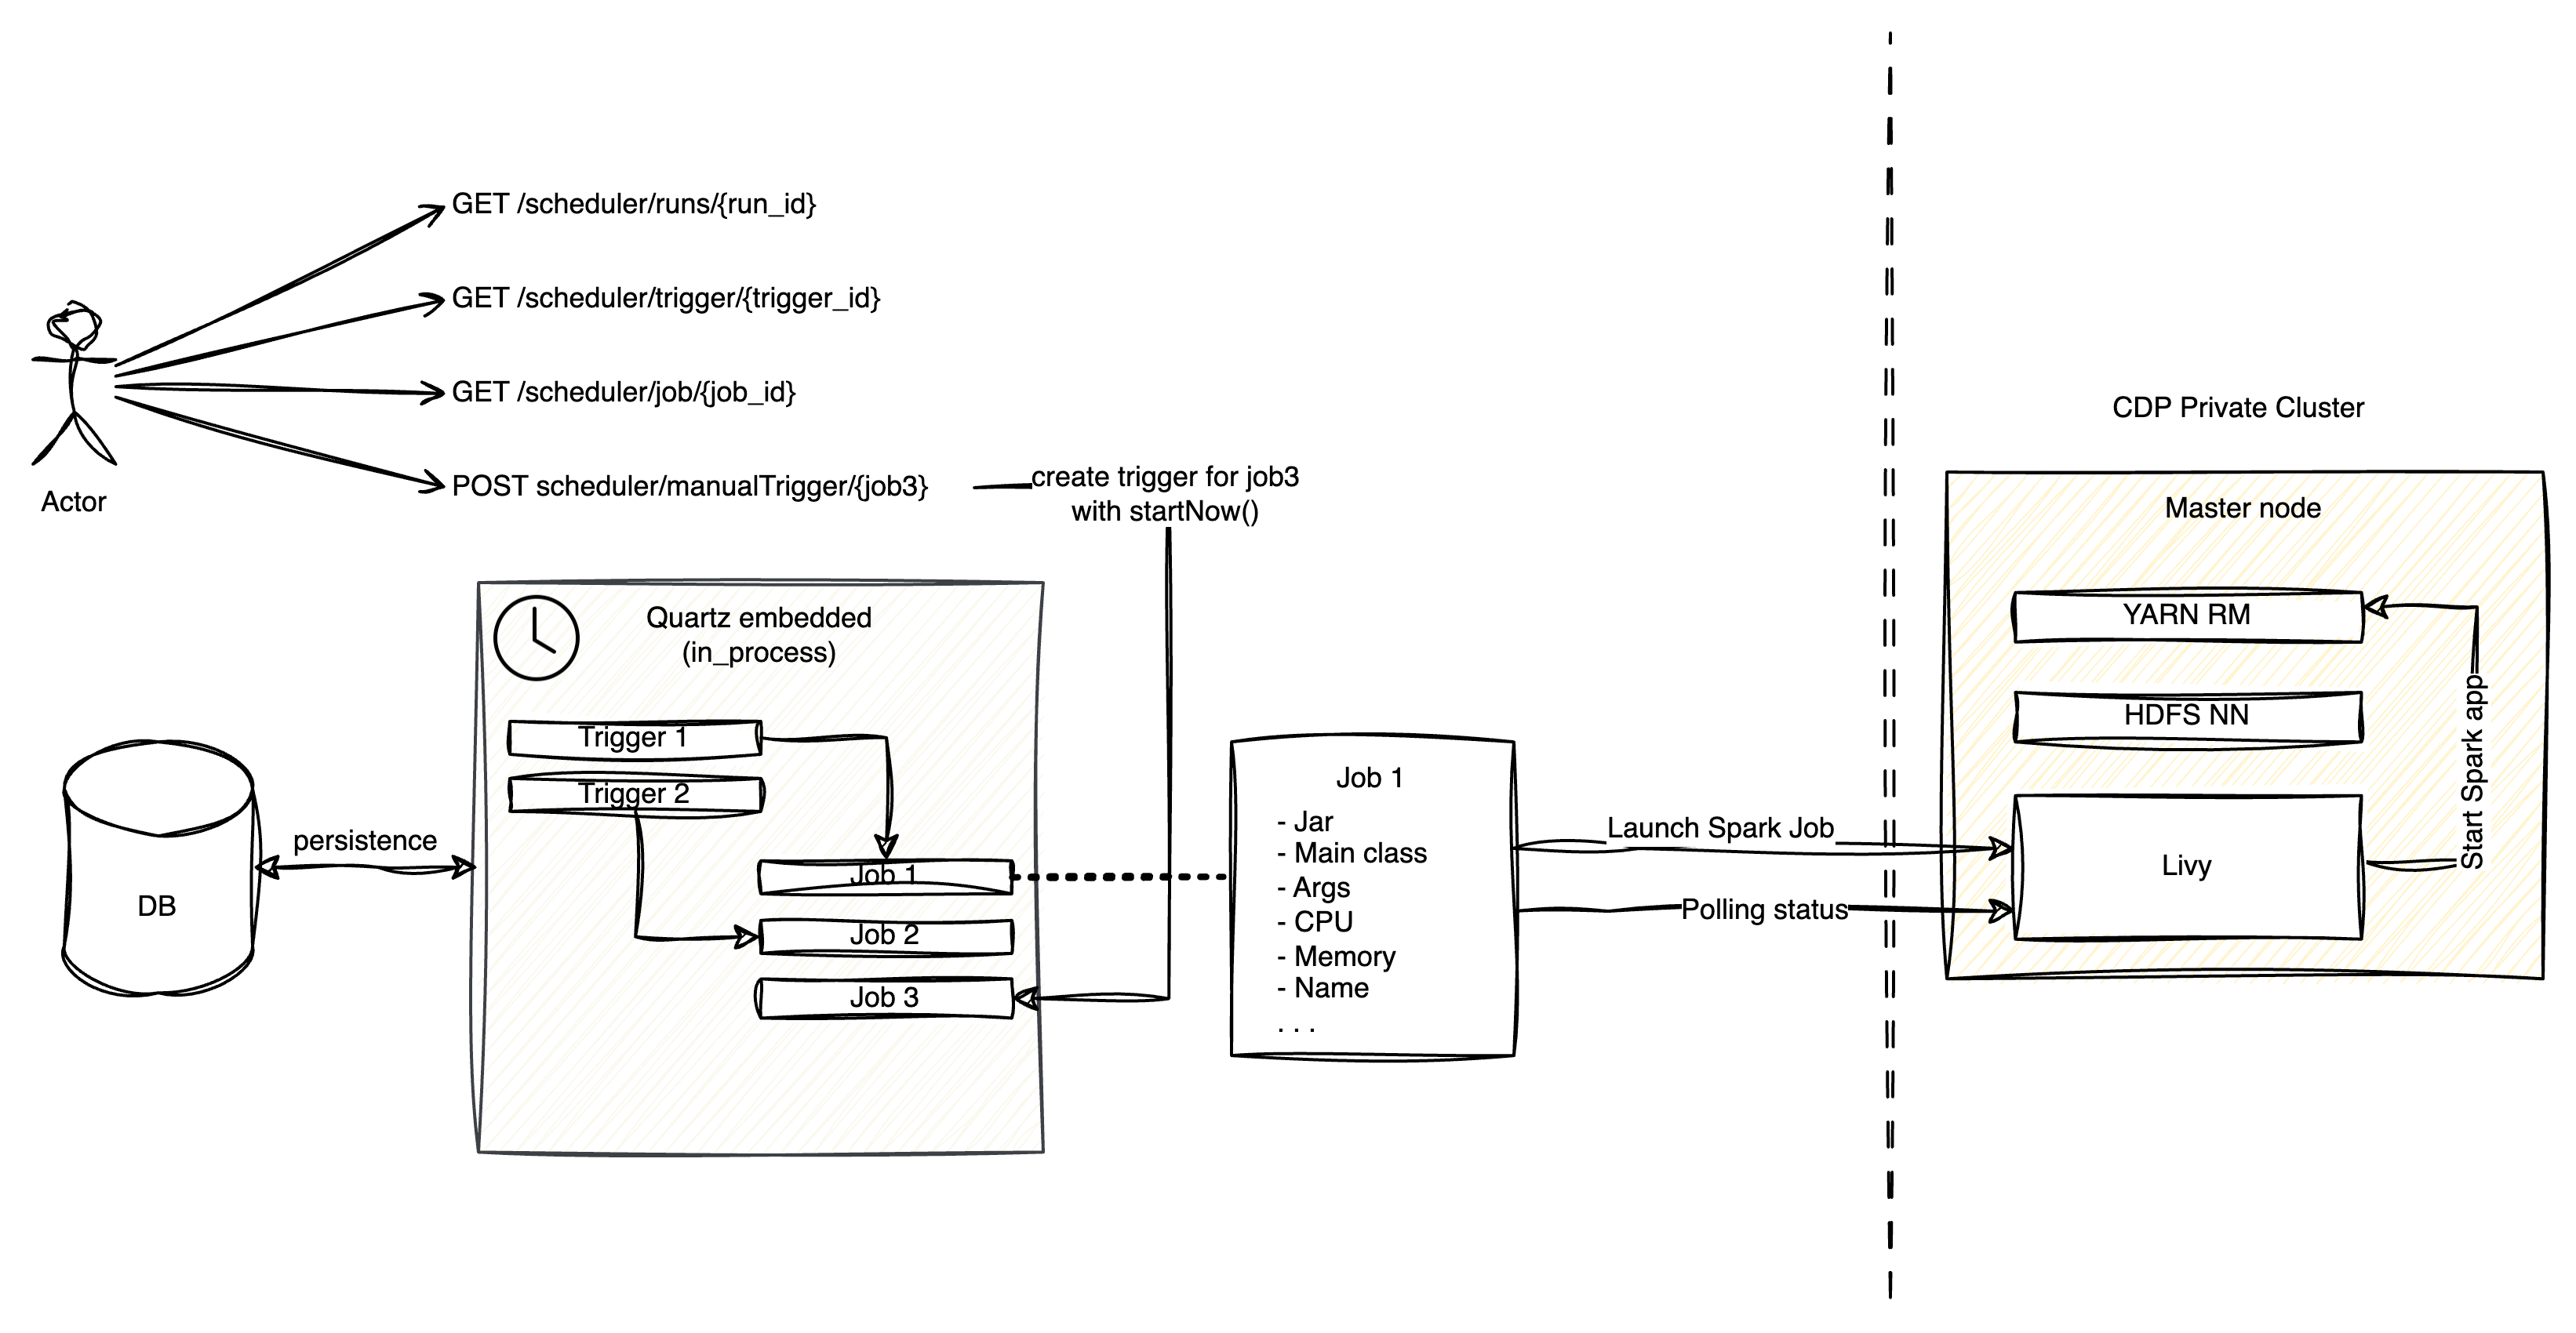 GET /scheduler/runs/{run_id}
GET /scheduler/trigger/{trigger_id}
GET /scheduler/job/{job_id}
POST scheduler/manualTrigger/{job3}
create trigger for job3
with startNow()
Actor
Quartz embedded
(in_process)
Trigger 1
Trigger 2
Job 1
Job 2
Job 3
persistence
DB
Job 1
- Jar
- Main class
- Args
- CPU
- Memory
- Name
. . .
Launch Spark Job
Polling status
CDP Private Cluster
Master node
YARN RM
HDFS NN
Livy
Start Spark app